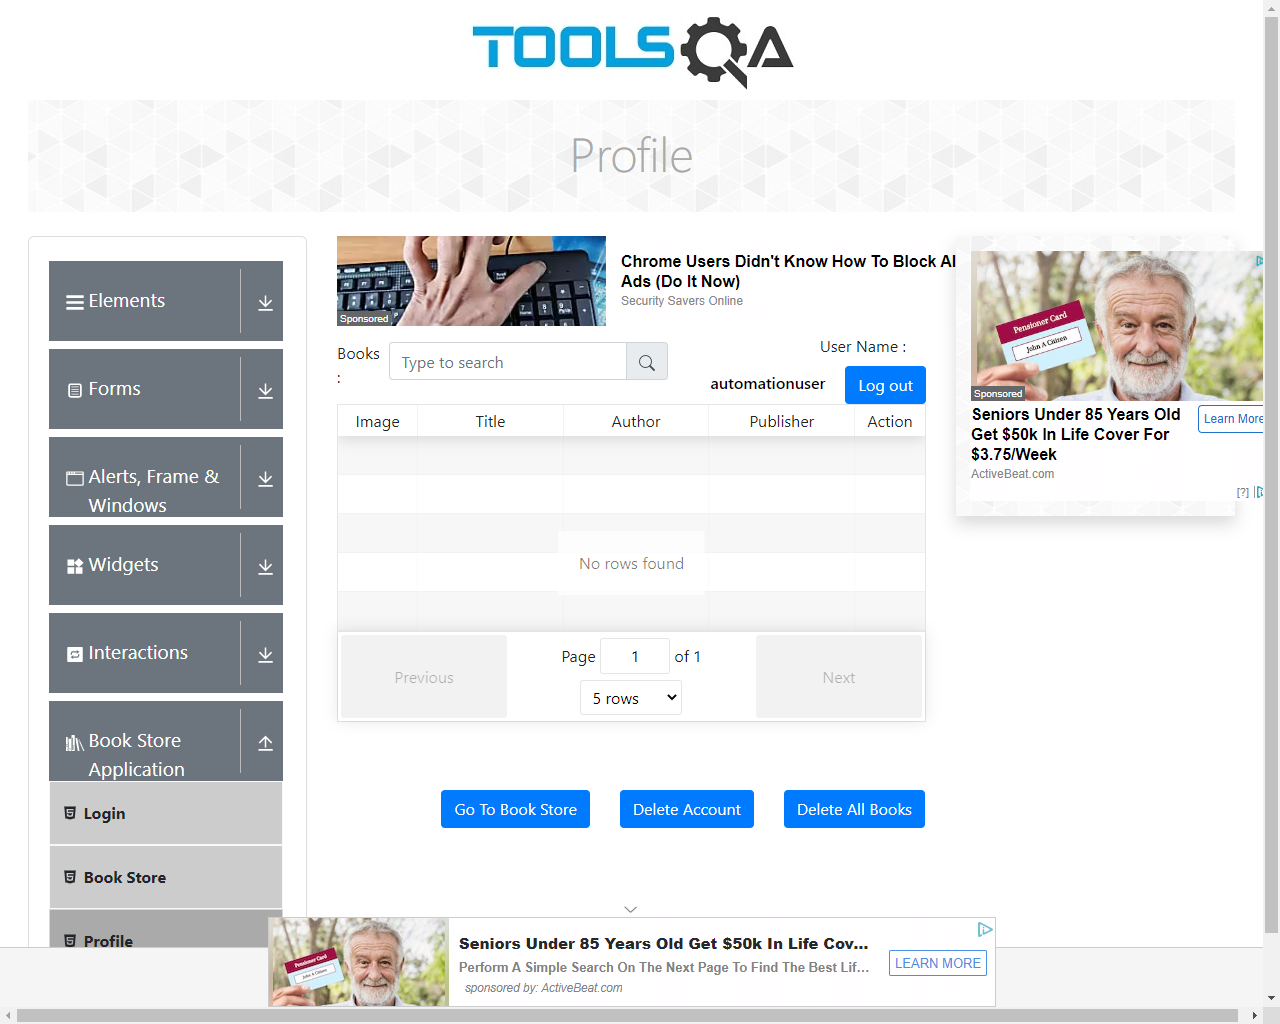 TOOLSQA
Profile
Elements
Forms
Alerts, Frame &
Windows
Widgets
Interactions
Book Store
Application
Login
Book Store
Profile
Sponsored
Chrome Users Didn't Know How To Block Al
Ads (Do It Now)
Security Savers Online
Books
:
Type to search
User Name :
automationuser
Log out
Image
Title
Author
Publisher
Action
No rows found
Previous
Page 1 of 1
5 rows
Next
Go To Book Store
Delete Account
Delete All Books
Pensioner Card
John A Citizen
Sponsored
Seniors Under 85 Years Old
Get $50k In Life Cover For
$3.75/Week
ActiveBeat.com
Learn More
[?]
Pensioner Card
John A Citizen
Seniors Under 85 Years Old Get $50k In Life Cov...
Perform A Simple Search On The Next Page To Find The Best Lif...
sponsored by: ActiveBeat.com
LEARN MORE